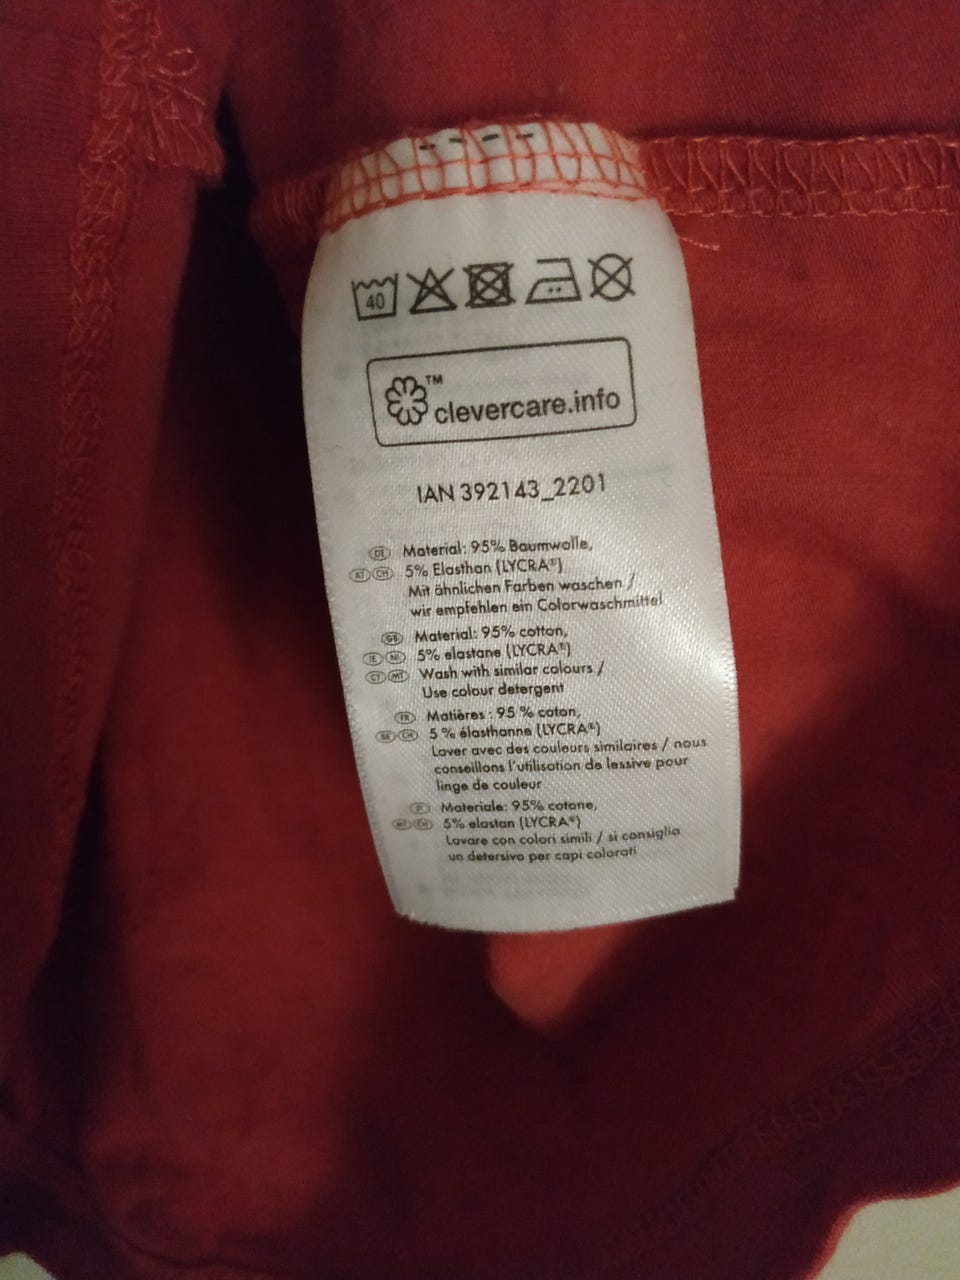 40
clevercare.info
TM
IAN 392143_2201
DE Material: 95% Baumwolle,
AT CH 5% Elasthan (LYCRA®)
Mit ähnlichen Farben waschen /
wir empfehlen ein Colorwaschmittel
GB Material: 95% cotton,
IE NI 5% elastane (LYCRA®)
CY MT Wash with similar colours /
Use colour detergent
FR Matières : 95 % coton,
BE CH 5 % élasthanne (LYCRA®)
Laver avec des couleurs similaires / nous
conseillons l'utilisation de lessive pour
linge de couleur
IT Materiale: 95% cotone,
MT CH 5% elastan (LYCRA®)
Lavare con colori simili / si consiglia
un detersivo per capi colorati